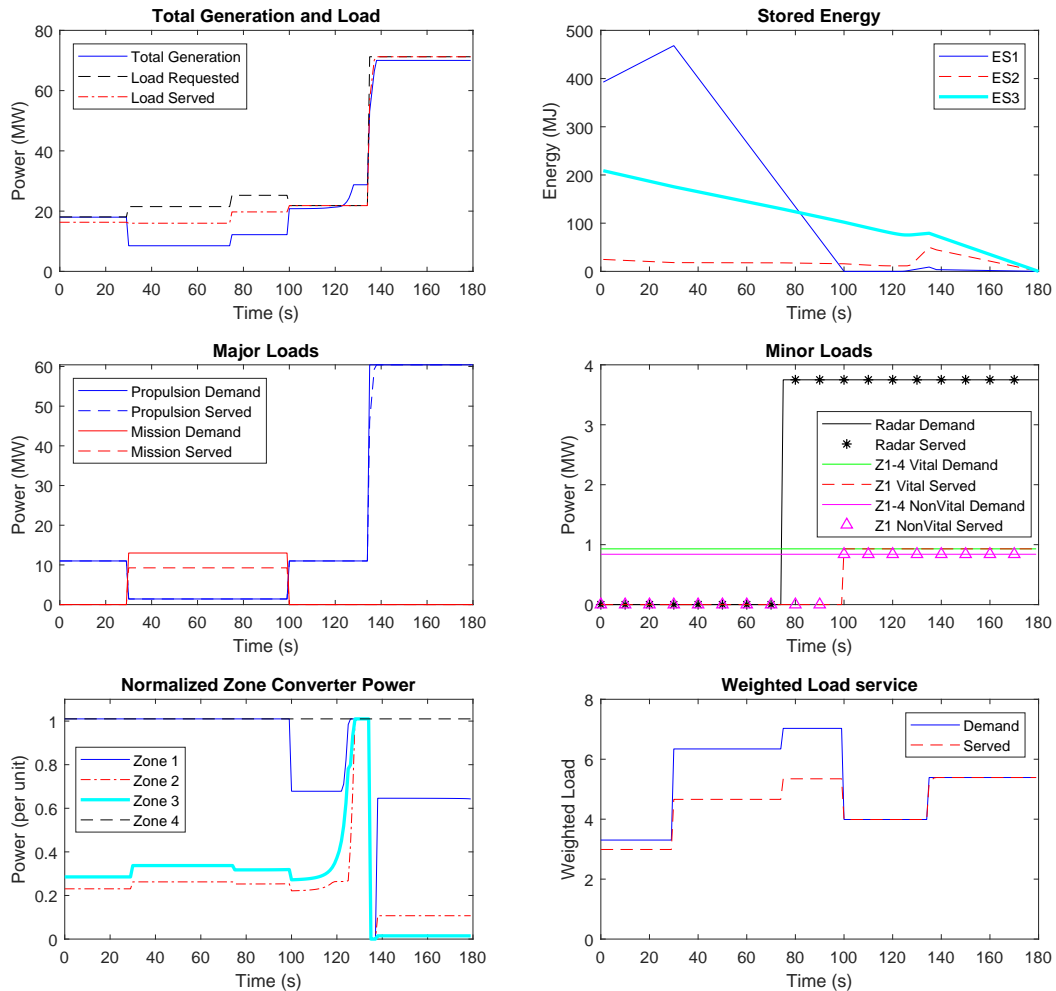 Total Generation and Load
80
60
40
20
0
Power (MW)
Total Generation
Load Requested
Load Served
0 20 40 60 80 100 120 140 160 180
Time (s)
Stored Energy
500
400
300
200
100
0
Energy (MJ)
ES1
ES2
ES3
0 20 40 60 80 100 120 140 160 180
Time (s)
Major Loads
60
50
40
30
20
10
0
Power (MW)
Propulsion Demand
Propulsion Served
Mission Demand
Mission Served
0 20 40 60 80 100 120 140 160 180
Time (s)
Minor Loads
4
3
2
1
0
Power (MW)
Radar Demand
Radar Served
Z1-4 Vital Demand
Z1 Vital Served
Z1-4 NonVital Demand
Z1 NonVital Served
0 20 40 60 80 100 120 140 160 180
Time (s)
Normalized Zone Converter Power
1
0.8
0.6
0.4
0.2
0
Power (per unit)
Zone 1
Zone 2
Zone 3
Zone 4
0 20 40 60 80 100 120 140 160 180
Time (s)
Weighted Load service
8
6
4
2
0
Weighted Load
Demand
Served
0 20 40 60 80 100 120 140 160 180
Time (s)